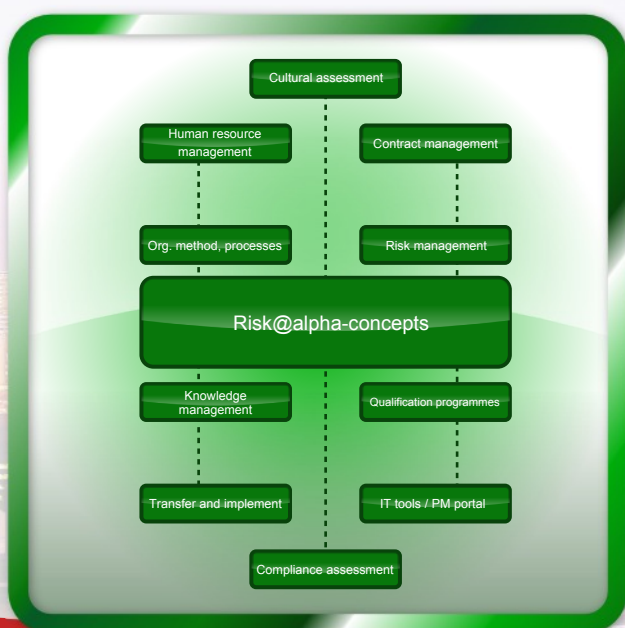 Cultural assessment
Human resource
management
Contract management
Org. method, processes
Risk management
Risk@alpha-concepts
Knowledge
management
Qualification programmes
Transfer and implement
IT tools / PM portal
Compliance assessment